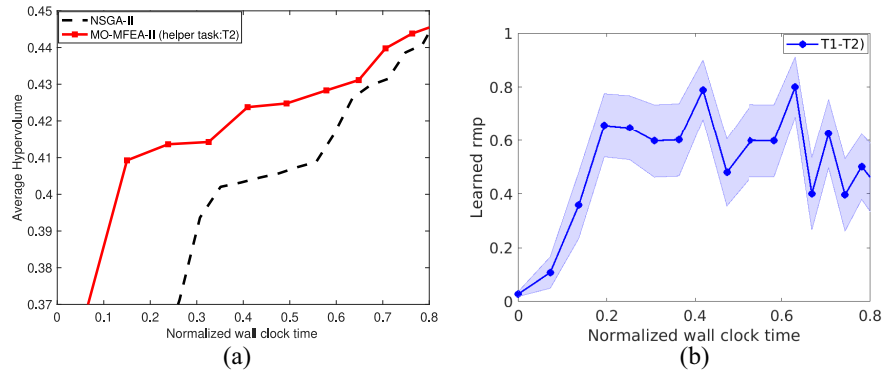 NSGA-II
MO-MFEA-II (helper task:T2)
0.45
0.44
0.43
0.42
0.41
0.4
0.39
0.38
0.37
Average Hypervolume
0 0.1 0.2 0.3 0.4 0.5 0.6 0.7 0.8
Normalized wall clock time
(a)
T1-T2)
1
0.8
0.6
0.4
0.2
0
Learned rmp
0 0.2 0.4 0.6 0.8
Normalized wall clock time
(b)